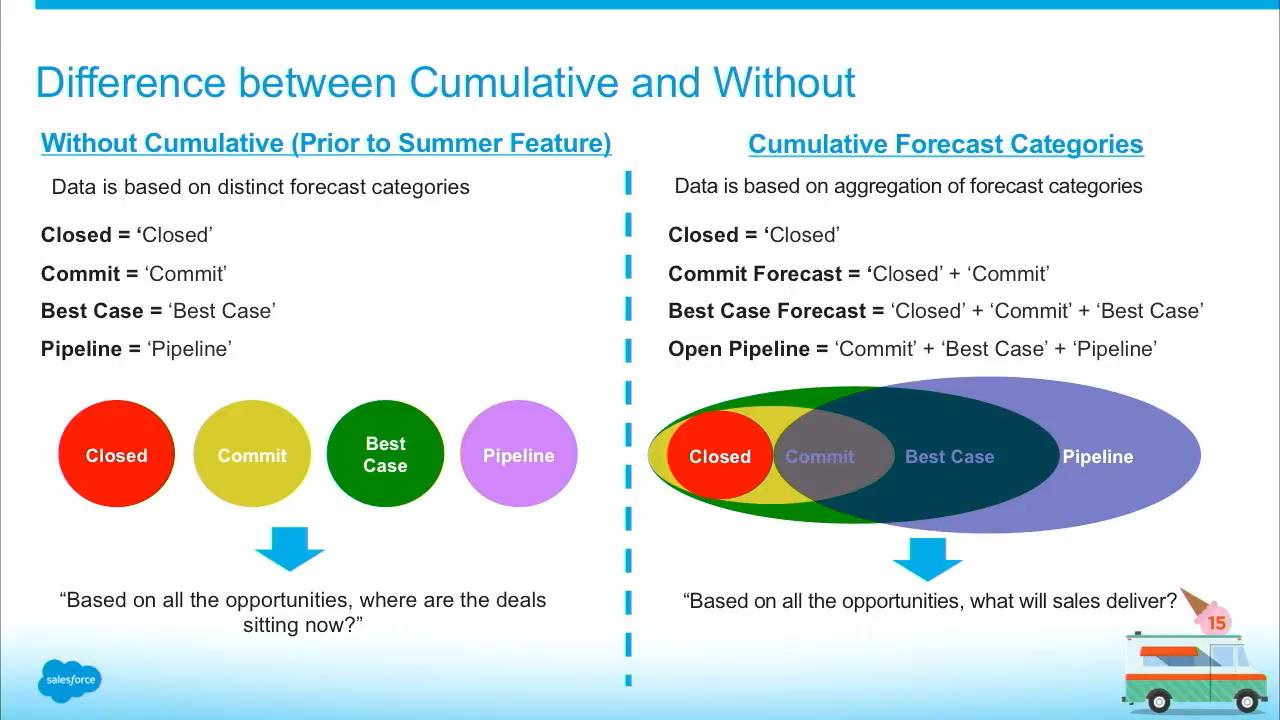 Difference between Cumulative and Without
Without Cumulative (Prior to Summer Feature)
Data is based on distinct forecast categories
Closed = ‘Closed’
Commit = ‘Commit’
Best Case = ‘Best Case’
Pipeline = ‘Pipeline’
Closed
Commit
Best
Case
Pipeline
“Based on all the opportunities, where are the deals
sitting now?”
Cumulative Forecast Categories
Data is based on aggregation of forecast categories
Closed = ‘Closed’
Commit Forecast = ‘Closed’ + ‘Commit’
Best Case Forecast = ‘Closed’ + ‘Commit’ + ‘Best Case’
Open Pipeline = ‘Commit’ + ‘Best Case’ + ‘Pipeline’
Closed
Commit
Best Case
Pipeline
“Based on all the opportunities, what will sales deliver?
15
salesforce